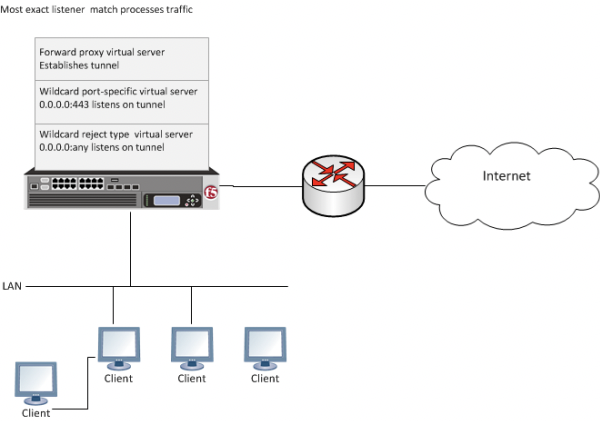 Most exact listener match processes traffic
Forward proxy virtual server
Establishes tunnel
Wildcard port-specific virtual server
0.0.0.0:443 listens on tunnel
Wildcard reject type virtual server
0.0.0.0:any listens on tunnel
f5
Internet
LAN
Client
Client
Client
Client